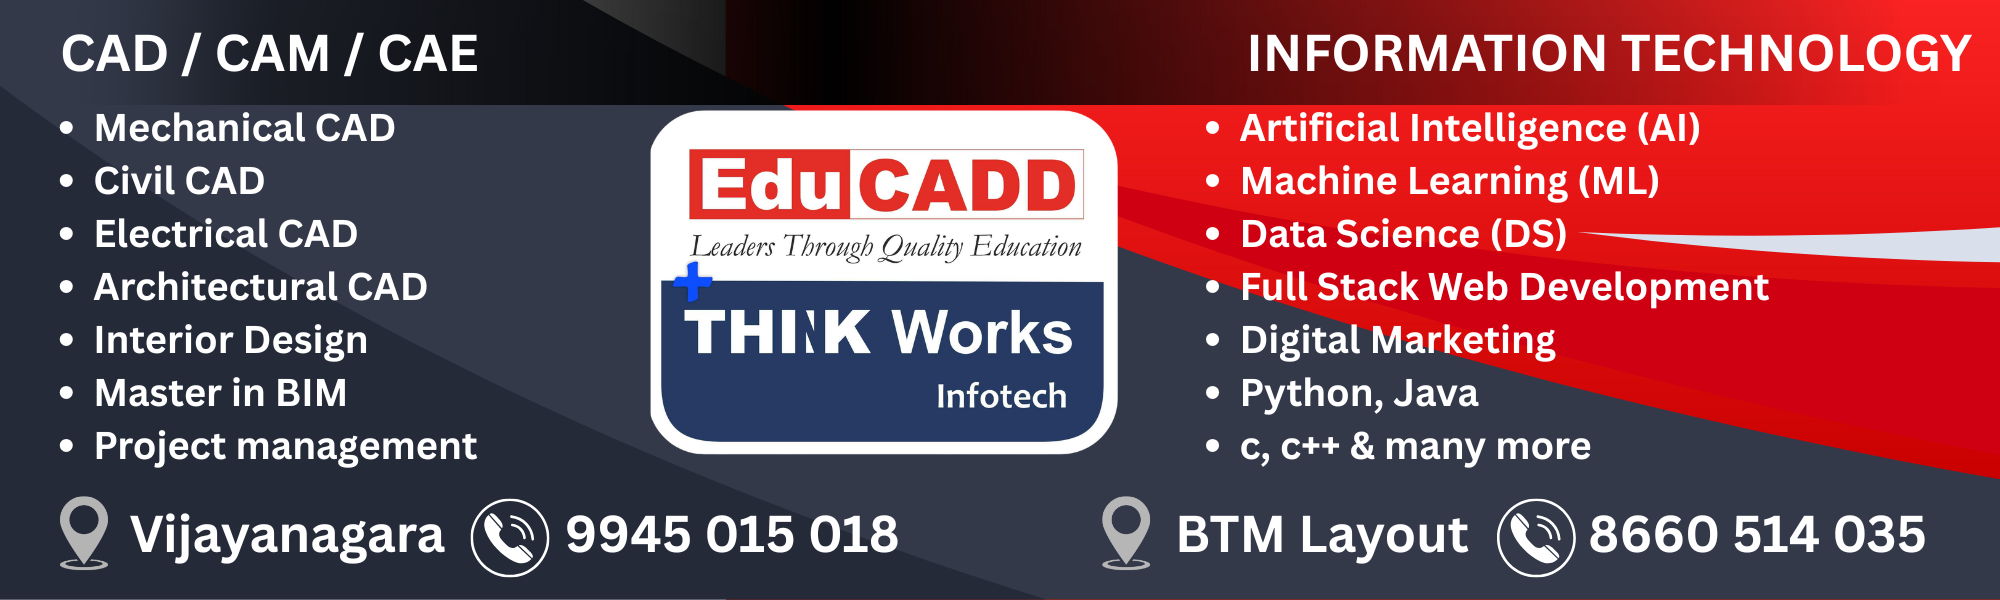 CAD / CAM / CAE
Mechanical CAD
Civil CAD
Electrical CAD
Architectural CAD
Interior Design
Master in BIM
Project management
EduCADD
Leaders Through Quality Education
+
THINK Works
Infotech
INFORMATION TECHNOLOGY
Artificial Intelligence (AI)
Machine Learning (ML)
Data Science (DS)
Full Stack Web Development
Digital Marketing
Python, Java
c, c++ & many more
Vijayanagara 9945 015 018
BTM Layout 8660 514 035